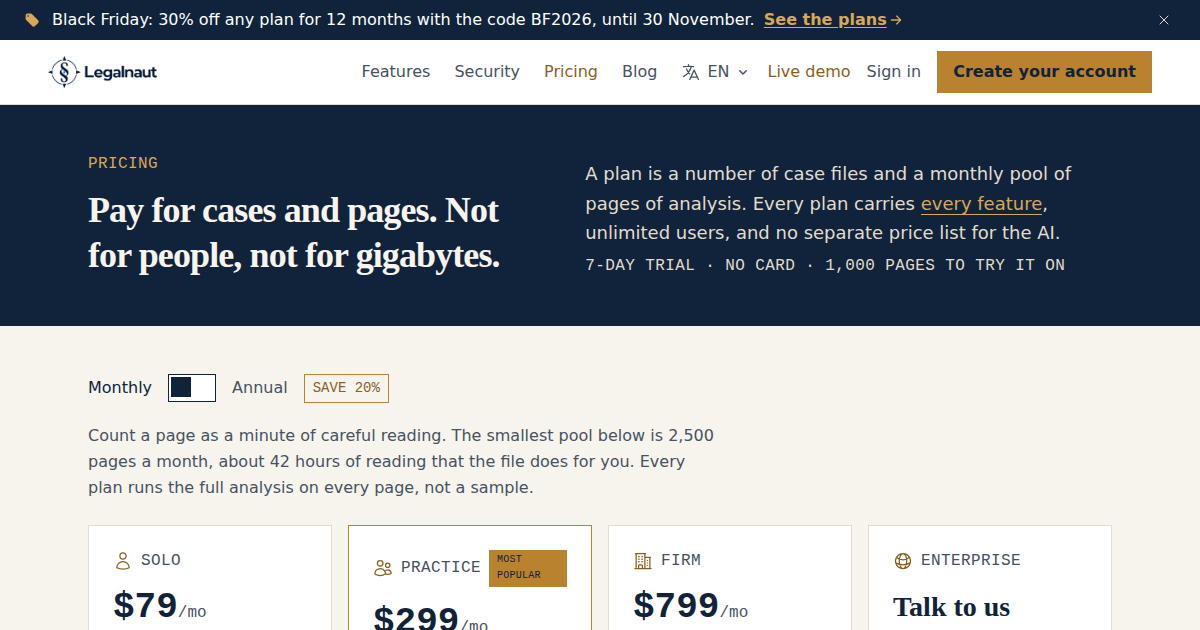 Black Friday: 30% off any plan for 12 months with the code BF2026, until 30 November. See the plans
Legalnaut
Features Security Pricing Blog EN Live demo Sign in Create your account
PRICING
Pay for cases and pages. Not
for people, not for gigabytes.
A plan is a number of case files and a monthly pool of
pages of analysis. Every plan carries every feature,
unlimited users, and no separate price list for the AI.
7-DAY TRIAL · NO CARD · 1,000 PAGES TO TRY IT ON
Monthly Annual SAVE 20%
Count a page as a minute of careful reading. The smallest pool below is 2,500
pages a month, about 42 hours of reading that the file does for you. Every
plan runs the full analysis on every page, not a sample.
SOLO
$79/mo
PRACTICE
MOST
POPULAR
$299/mo
FIRM
$799/mo
ENTERPRISE
Talk to us